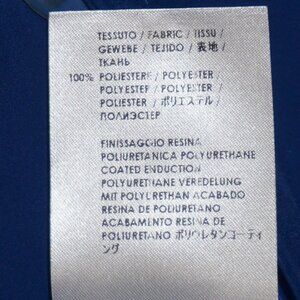 TESSUTO / FABRIC / TISSU /
GEWEBE / TEJIDO / 表地 /
ТКАНЬ
100% POLIESTERE / POLYESTER
POLYESTER / POLYESTER /
POLIESTER / ポリエステル /
ПОЛИЭСТЕР
FINISSAGGIO RESINA
POLIURETANICA POLYURETHANE
COATED ENDUCTION
POLYURETHANE VEREDELUNG
MIT POLYURETHAN ACABADO
RESINA DE POLIURETANO
ACABAMENTO RESINA DE
POLIURETANO ポリウレタンコーティ
ング